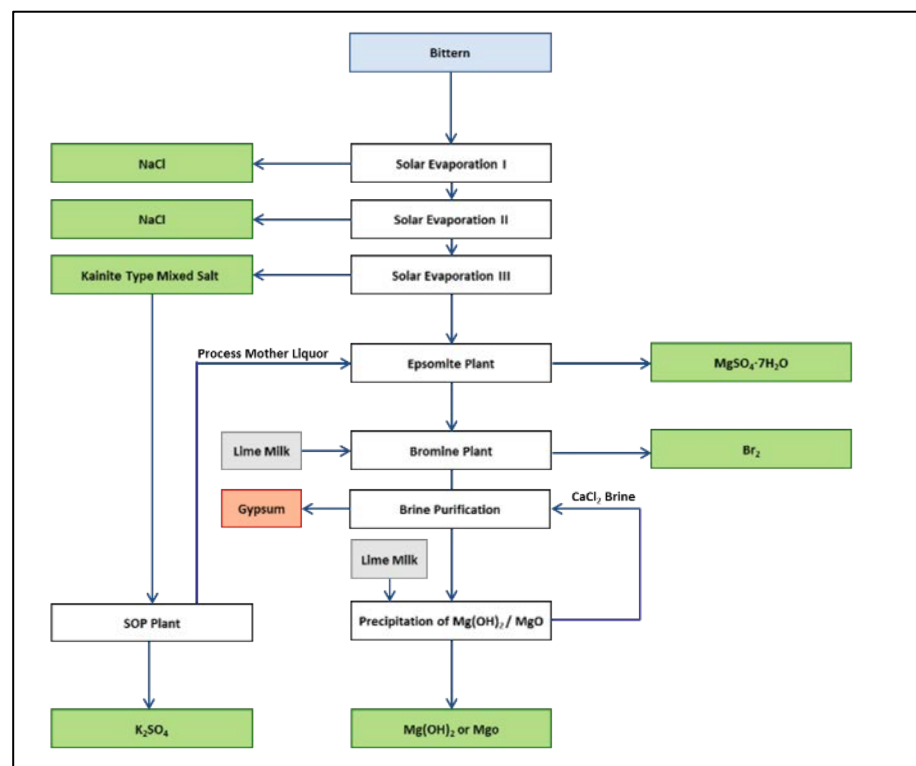 Bittern
NaCl
Solar Evaporation I
NaCl
Solar Evaporation II
Kainite Type Mixed Salt
Solar Evaporation III
Process Mother Liquor
Epsomite Plant
MgSO₄·7H₂O
Lime Milk
Bromine Plant
Br₂
CaCl₂ Brine
Gypsum
Brine Purification
Lime Milk
SOP Plant
Precipitation of Mg(OH)₂ / MgO
K₂SO₄
Mg(OH)₂ or Mgo